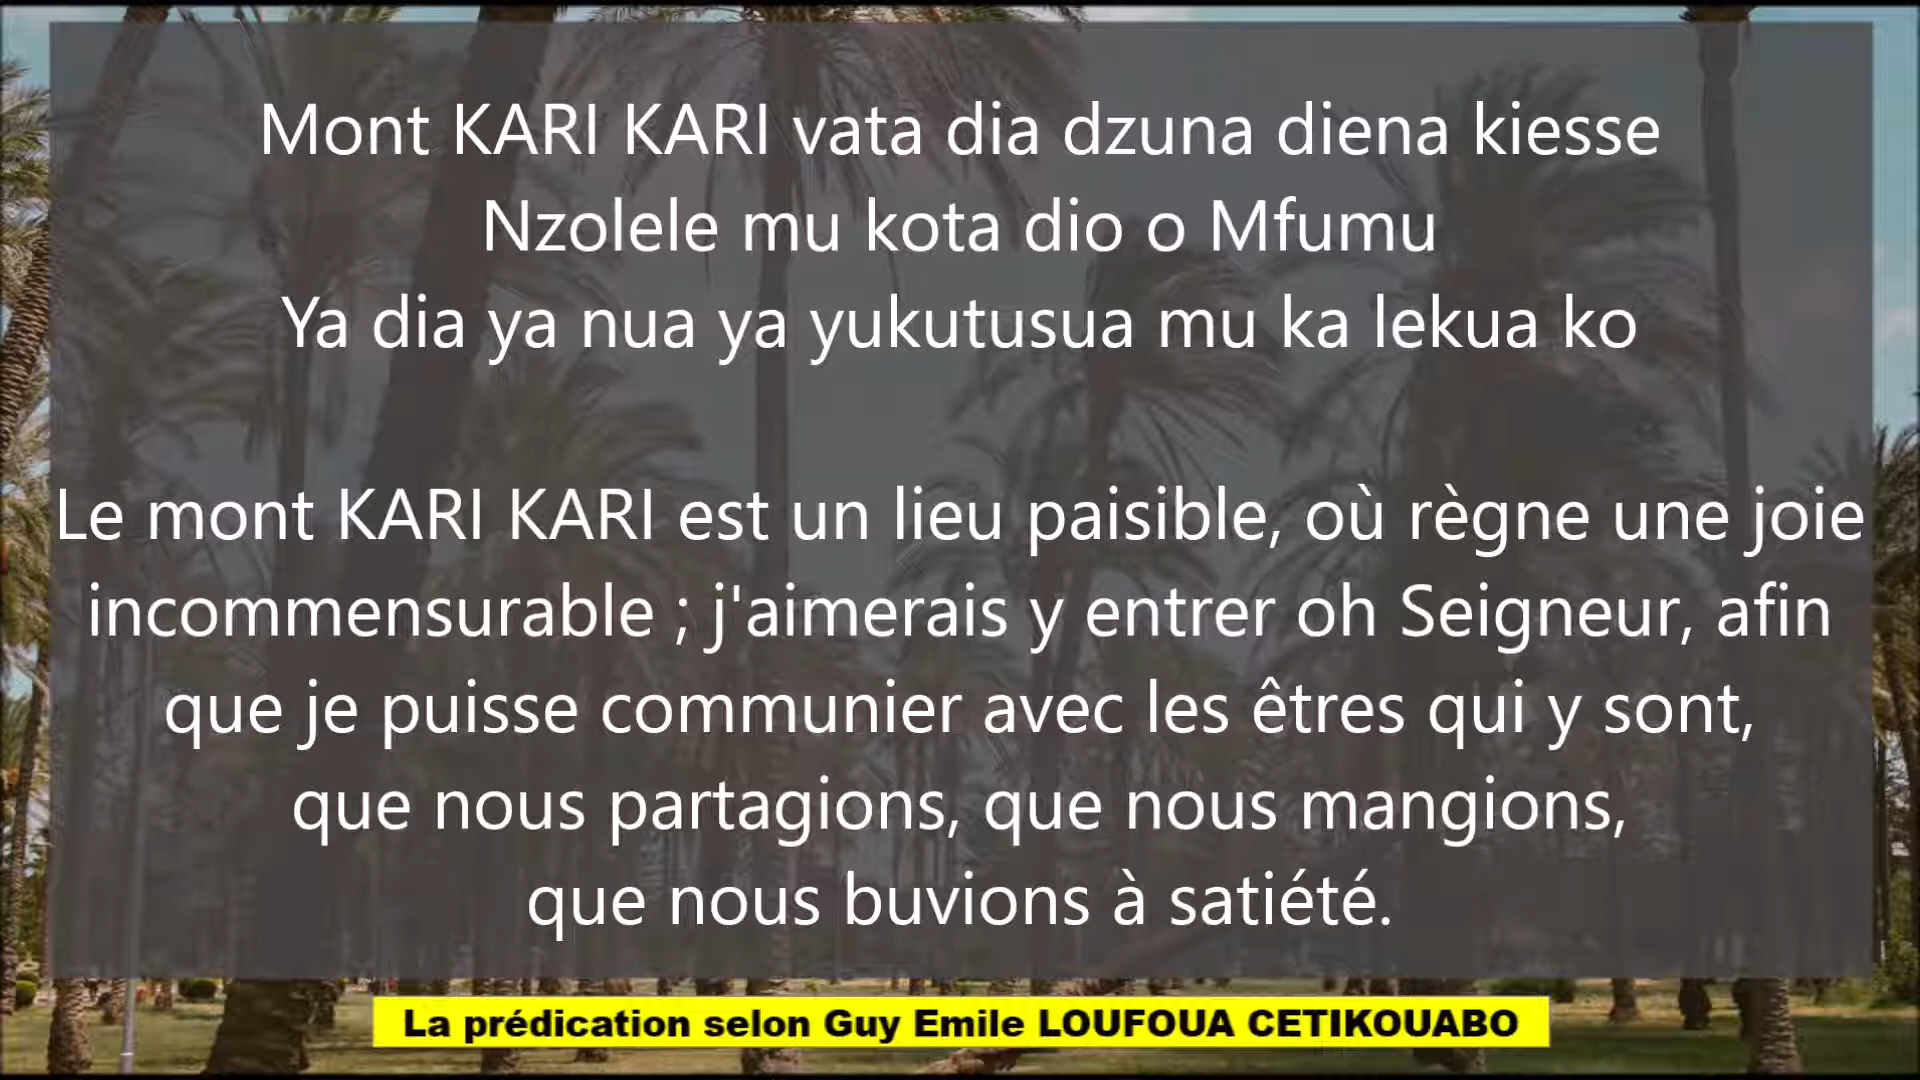 Mont KARI KARI vata dia dzuna diena kiesse
Nzolele mu kota dio o Mfumu
Ya dia ya nua ya yukutusua mu ka lekua ko
Le mont KARI KARI est un lieu paisible, où règne une joie
incommensurable ; j'aimerais y entrer oh Seigneur, afin
que je puisse communier avec les êtres qui y sont,
que nous partagions, que nous mangions,
que nous buvions à satiété.
La prédication selon Guy Emile LOUFOUA CETIKOUABO